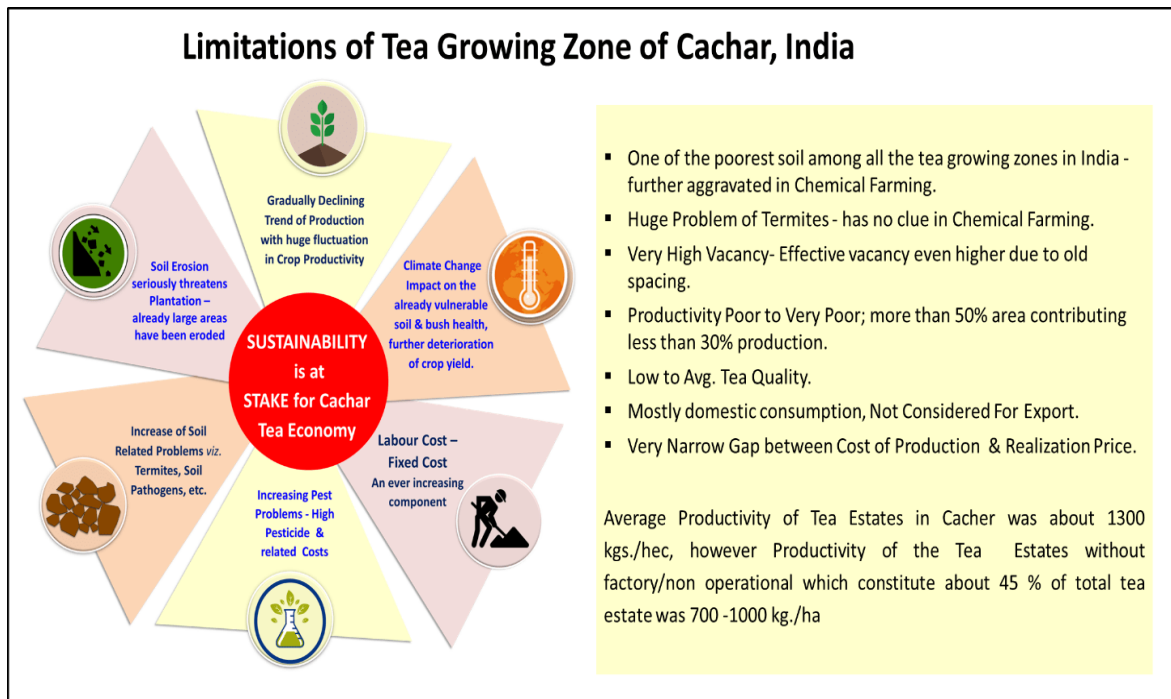 Limitations of Tea Growing Zone of Cachar, India
Gradually Declining
Trend of Production
with huge fluctuation
in Crop Productivity
Climate Change
Impact on the
already vulnerable
soil & bush health,
further deterioration
of crop yield.
Labour Cost –
Fixed Cost
An ever increasing
component
Increasing Pest
Problems - High
Pesticide &
related Costs
Increase of Soil
Related Problems viz.
Termites, Soil
Pathogens, etc.
Soil Erosion
seriously threatens
Plantation –
already large areas
have been eroded
SUSTAINABILITY
is at
STAKE for Cachar
Tea Economy
▪ One of the poorest soil among all the tea growing zones in India -
further aggravated in Chemical Farming.
▪ Huge Problem of Termites - has no clue in Chemical Farming.
▪ Very High Vacancy- Effective vacancy even higher due to old
spacing.
▪ Productivity Poor to Very Poor; more than 50% area contributing
less than 30% production.
▪ Low to Avg. Tea Quality.
▪ Mostly domestic consumption, Not Considered For Export.
▪ Very Narrow Gap between Cost of Production & Realization Price.
Average Productivity of Tea Estates in Cacher was about 1300
kgs./hec, however Productivity of the Tea Estates without
factory/non operational which constitute about 45 % of total tea
estate was 700 -1000 kg./ha